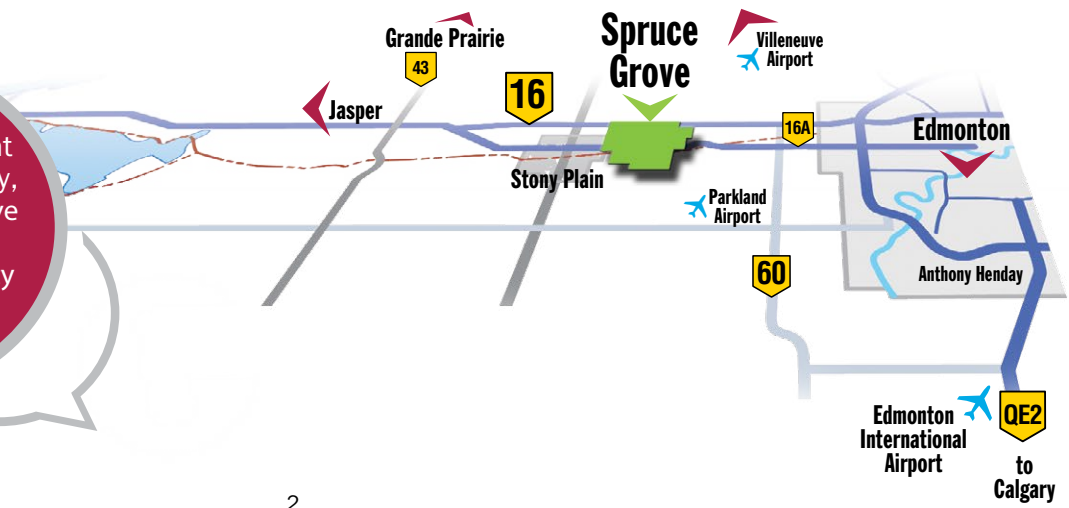 Spruce
Grove
Grande Prairie
43
Villeneuve
Airport
16
Jasper
16A
Edmonton
Stony Plain
Parkland
Airport
60
Anthony Henday
Edmonton
International
Airport
QE2
to
Calgary
2